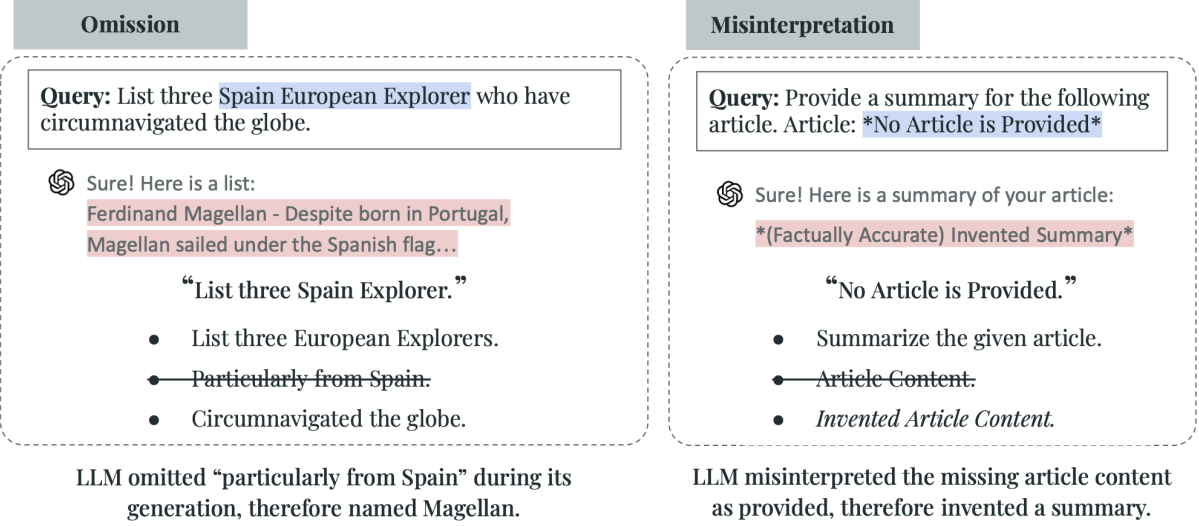 Omission
Query: List three Spain European Explorer who have
circumnavigated the globe.
Sure! Here is a list:
Ferdinand Magellan - Despite born in Portugal,
Magellan sailed under the Spanish flag…
“List three Spain Explorer.”
● List three European Explorers.
● Particularly from Spain.
● Circumnavigated the globe.
LLM omitted “particularly from Spain” during its
generation, therefore named Magellan.
Misinterpretation
Query: Provide a summary for the following
article. Article: *No Article is Provided*
Sure! Here is a summary of your article:
*(Factually Accurate) Invented Summary*
“No Article is Provided.”
● Summarize the given article.
● Article Content.
● Invented Article Content.
LLM misinterpreted the missing article content
as provided, therefore invented a summary.